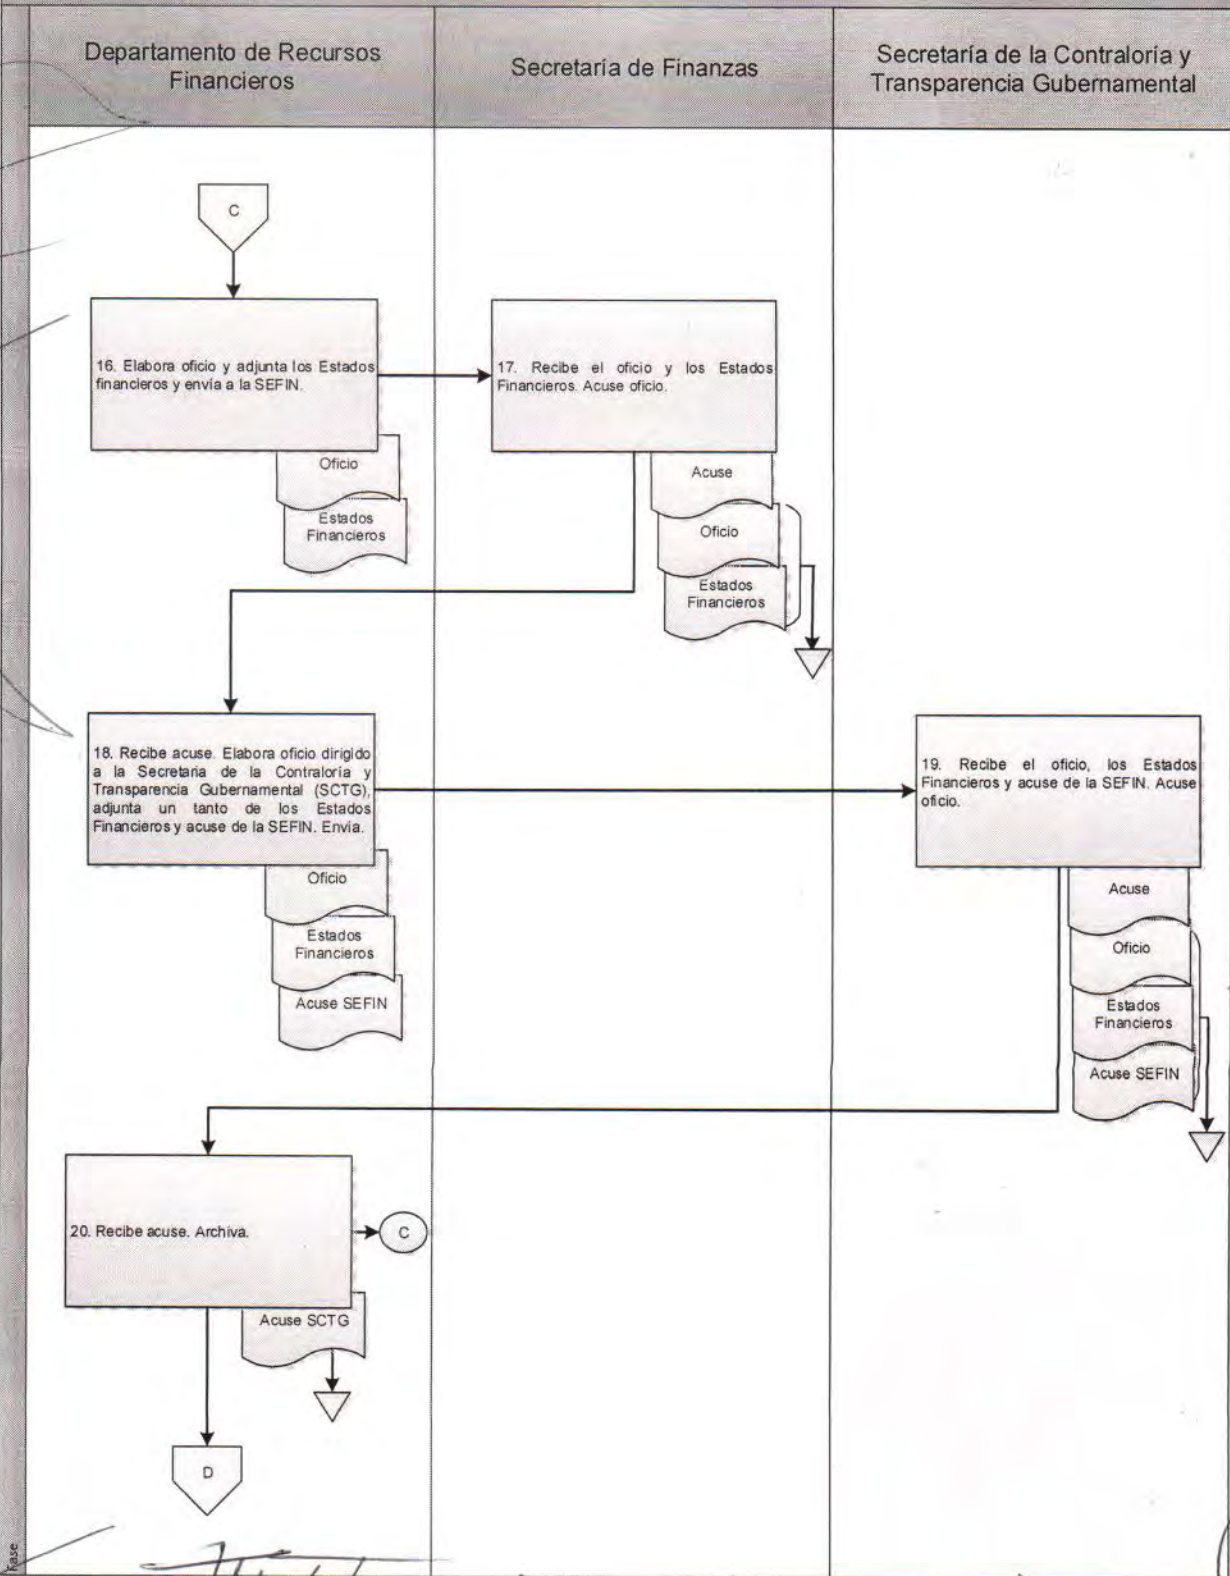 Departamento de Recursos
Financieros
Secretaría de Finanzas
Secretaría de la Contraloría y
Transparencia Gubernamental
C
16. Elabora oficio y adjunta los Estados
financieros y envía a la SEFIN.
Oficio
Estados
Financieros
17. Recibe el oficio y los Estados
Financieros. Acuse oficio.
Acuse
Oficio
Estados
Financieros
18. Recibe acuse. Elabora oficio dirigido
a la Secretaría de la Contraloría y
Transparencia Gubernamental (SCTG),
adjunta un tanto de los Estados
Financieros y acuse de la SEFIN. Envía.
Oficio
Estados
Financieros
Acuse SEFIN
19. Recibe el oficio, los Estados
Financieros y acuse de la SEFIN. Acuse
oficio.
Acuse
Oficio
Estados
Financieros
Acuse SEFIN
20. Recibe acuse. Archiva.
C
Acuse SCTG
D
Fase